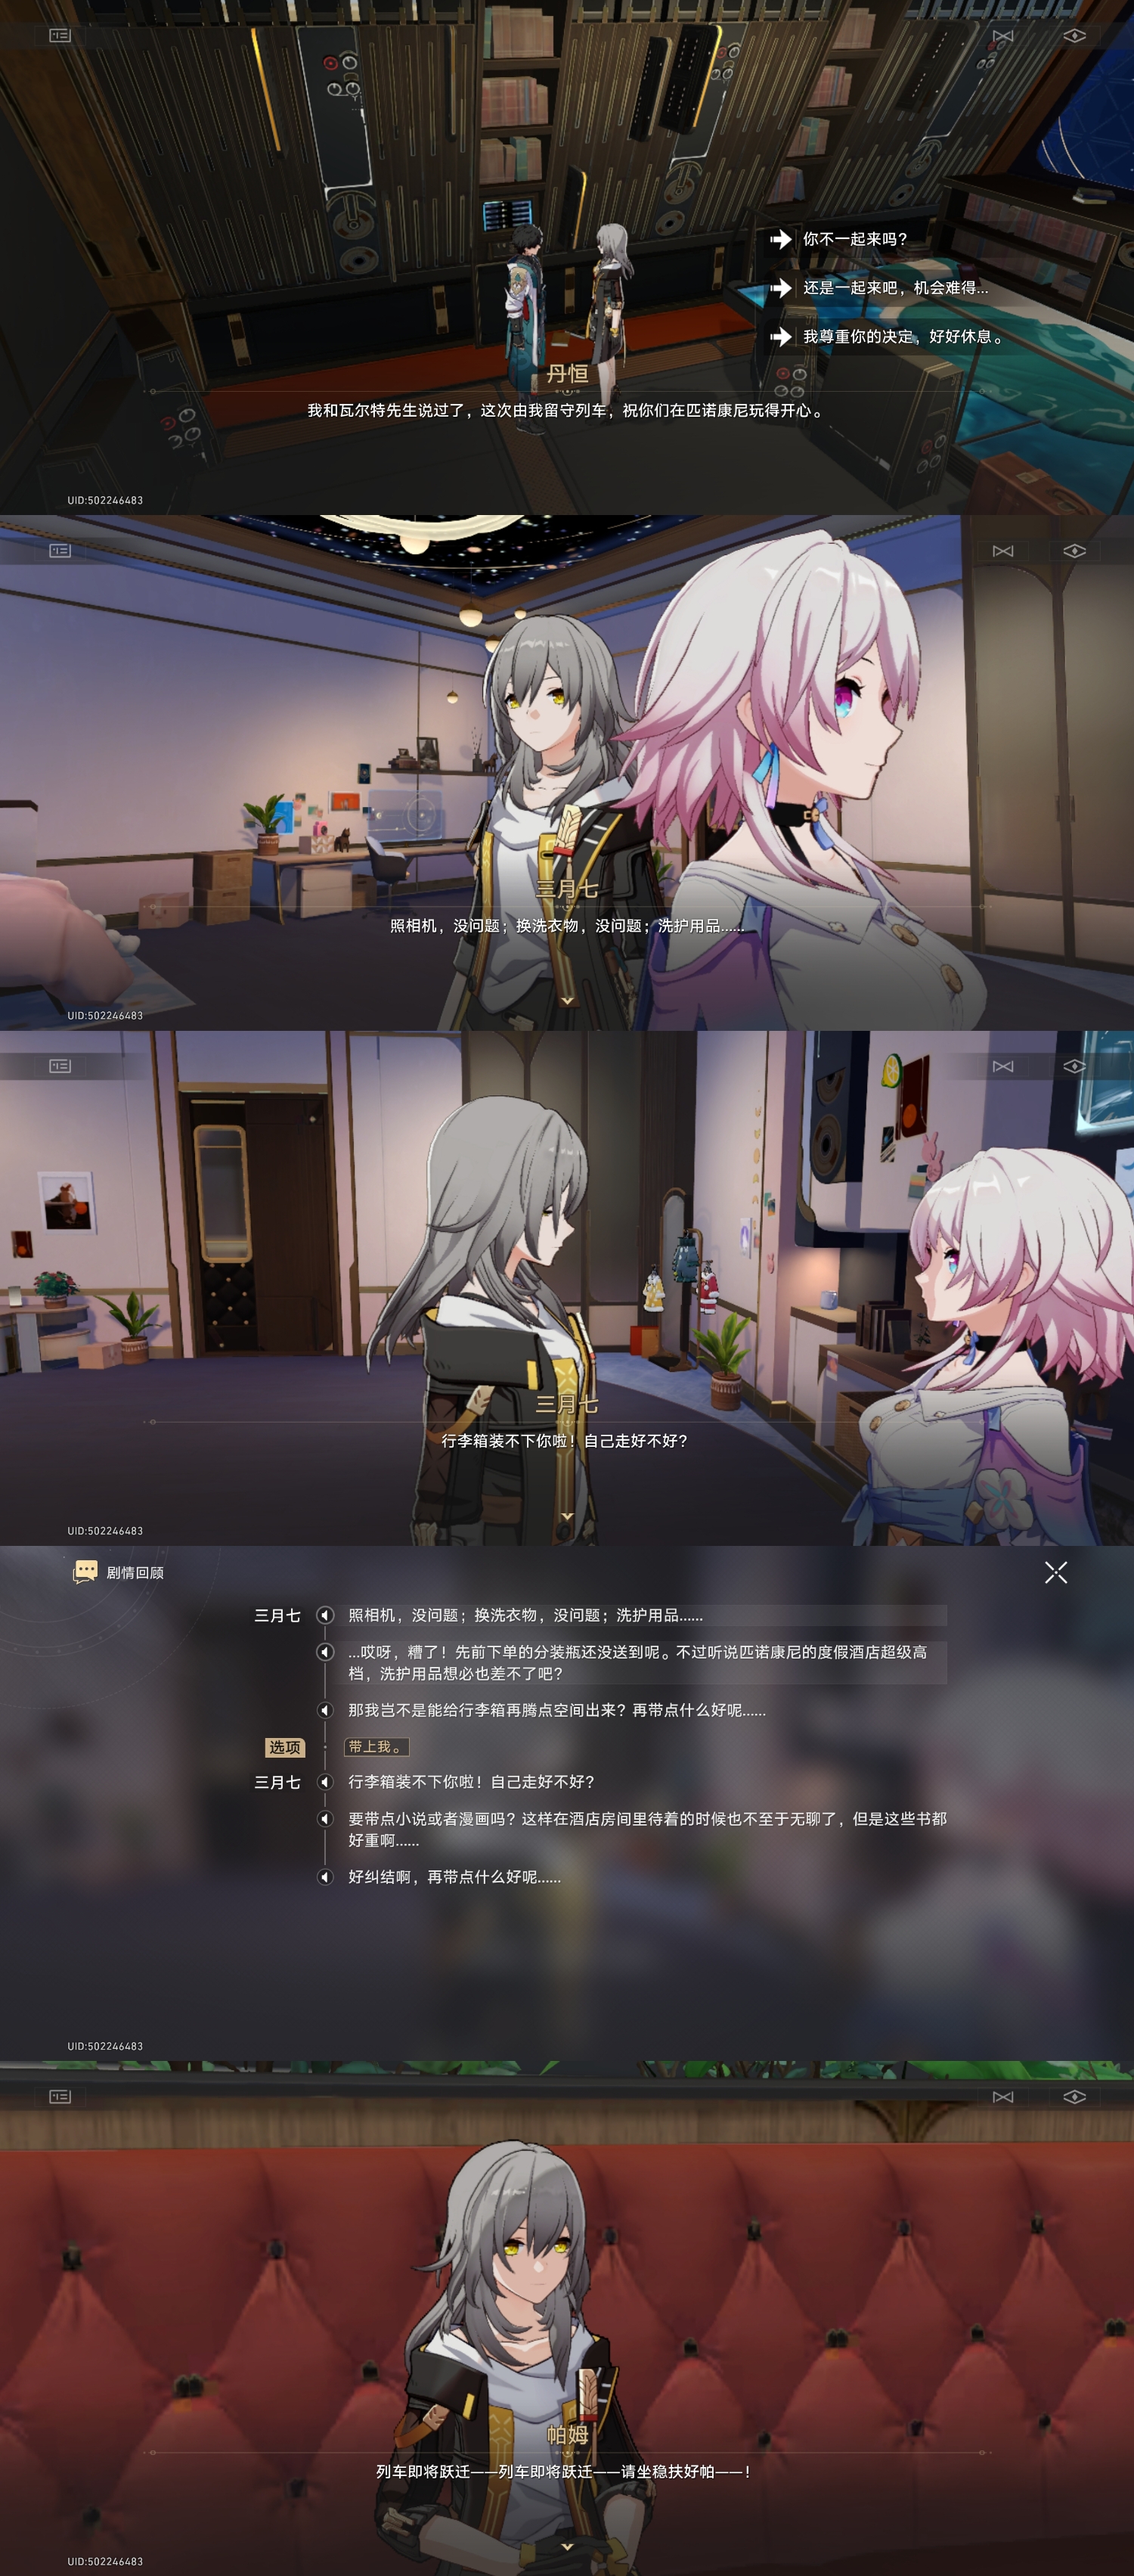 你不一起来吗?
还是一起来吧，机会难得...
我尊重你的决定，好好休息。
丹恒
我和瓦尔特先生说过了，这次由我留守列车，祝你们在匹诺康尼玩得开心。
UID:502246483
三月七
照相机，没问题；换洗衣物，没问题；洗护用品......
UID:502246483
三月七
行李箱装不下你啦！自己走好不好?
UID:502246483
剧情回顾
三月七
照相机，没问题；换洗衣物，没问题；洗护用品......
...哎呀，糟了！先前下单的分装瓶还没送到呢。不过听说匹诺康尼的度假酒店超级高
档，洗护用品想必也差不了吧?
那我岂不是能给行李箱再腾点空间出来？再带点什么好呢......
选项
带上我。
三月七
行李箱装不下你啦！自己走好不好?
要带点小说或者漫画吗？这样在酒店房间里待着的时候也不至于无聊了，但是这些书都
好重啊......
好纠结啊，再带点什么好呢......
UID:502246483
帕姆
列车即将跃迁——列车即将跃迁——请坐稳扶好帕——！
UID:502246483